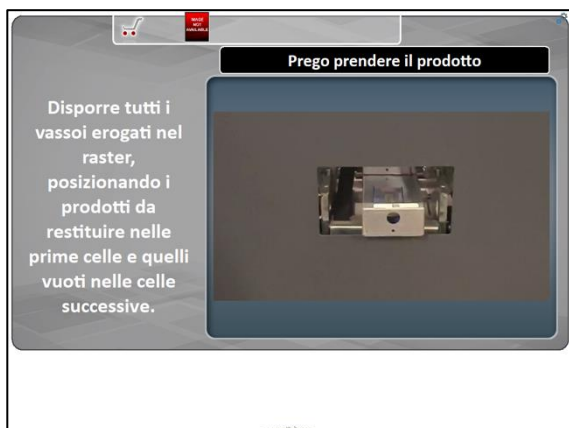 Prego prendere il prodotto
Disporre tutti i
vassoi erogati nel
raster,
posizionando i
prodotti da
restituire nelle
prime celle e quelli
vuoti nelle celle
successive.